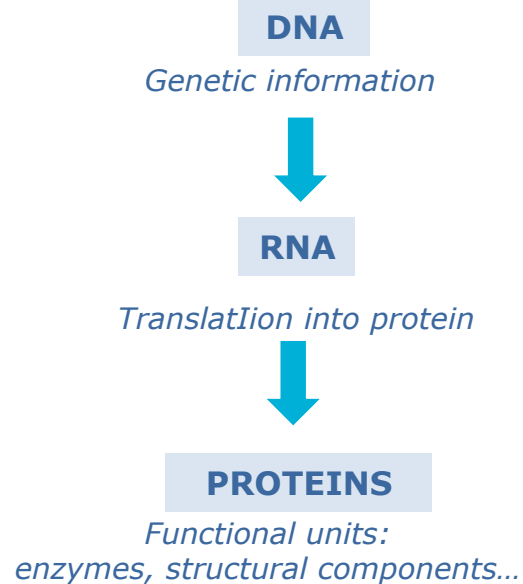 DNA
Genetic information
RNA
TranslatIion into protein
PROTEINS
Functional units:
enzymes, structural components…